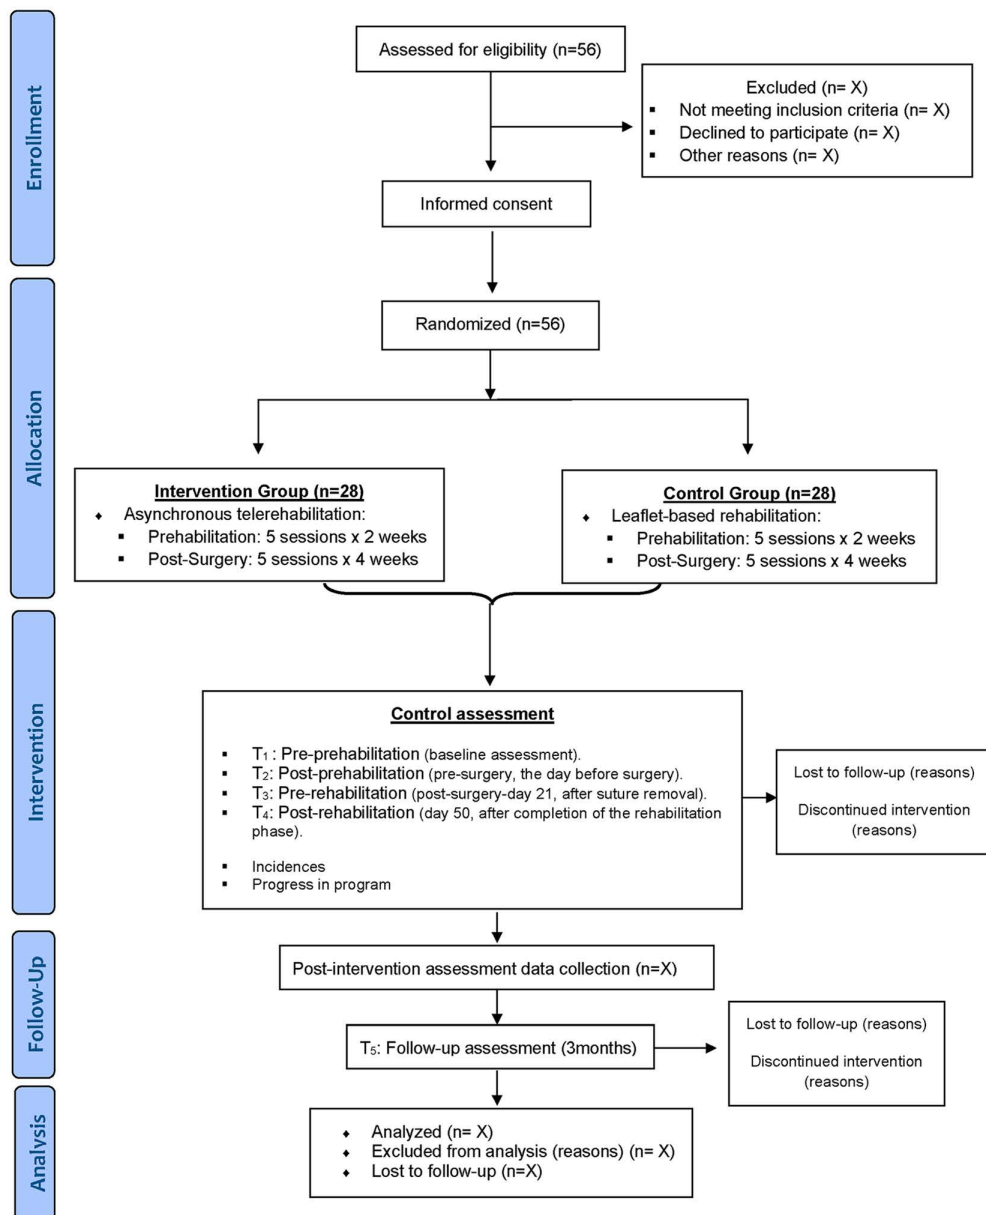 Enrollment
Assessed for eligibility (n=56)
Excluded (n= X)
▪ Not meeting inclusion criteria (n= X)
▪ Declined to participate (n= X)
▪ Other reasons (n= X)
Informed consent
Allocation
Randomized (n=56)
Intervention Group (n=28)
♦ Asynchronous telerehabilitation:
▪ Prehabilitation: 5 sessions x 2 weeks
▪ Post-Surgery: 5 sessions x 4 weeks
Control Group (n=28)
♦ Leaflet-based rehabilitation:
▪ Prehabilitation: 5 sessions x 2 weeks
▪ Post-Surgery: 5 sessions x 4 weeks
Intervention
Control assessment
▪ T₁ : Pre-prehabilitation (baseline assessment).
▪ T₂: Post-prehabilitation (pre-surgery, the day before surgery).
▪ T₃: Pre-rehabilitation (post-surgery-day 21, after suture removal).
▪ T₄: Post-rehabilitation (day 50, after completion of the rehabilitation
phase).
▪ Incidences
▪ Progress in program
Lost to follow-up (reasons)
Discontinued intervention
(reasons)
Follow-Up
Post-intervention assessment data collection (n=X)
T₅: Follow-up assessment (3months)
Lost to follow-up (reasons)
Discontinued intervention
(reasons)
Analysis
♦ Analyzed (n= X)
♦ Excluded from analysis (reasons) (n= X)
♦ Lost to follow-up (n=X)